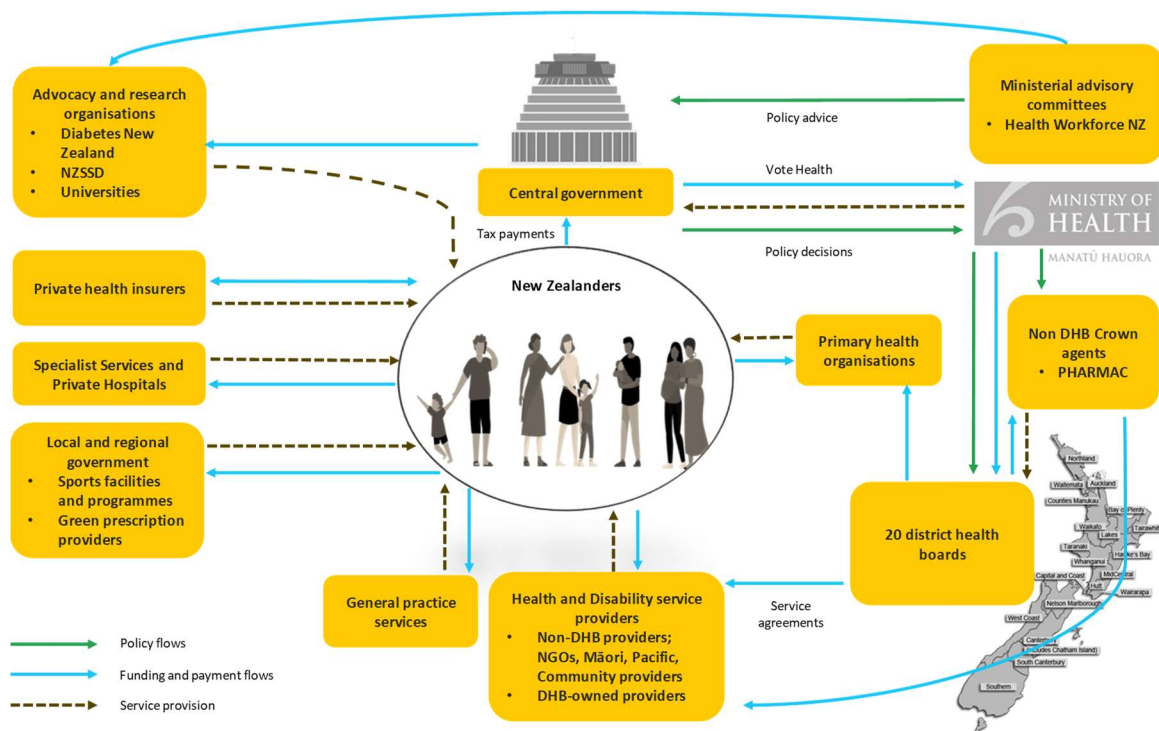 Advocacy and research
organisations
• Diabetes New
Zealand
• NZSSD
• Universities
Central government
Tax payments
Policy advice
Vote Health
Policy decisions
Ministerial advisory
committees
• Health Workforce NZ
MINISTRY OF
HEALTH
MANATŪ HAUORA
Private health insurers
New Zealanders
Primary health
organisations
Non DHB Crown
agents
• PHARMAC
Specialist Services and
Private Hospitals
Local and regional
government
• Sports facilities
and programmes
• Green prescription
providers
20 district health
boards
General practice
services
Health and Disability service
providers
• Non-DHB providers;
NGOs, Māori, Pacific,
Community providers
• DHB-owned providers
Service
agreements
Northland
Waitemata
Auckland
Counties Manukau
Bay of Plenty
Waikato
Lakes
Tairawhiti
Taranaki
Hawke's Bay
Whanganui
MidCentral
Capital and Coast
Hutt
Wairarapa
Nelson Marlborough
West Coast
Canterbury
(includes Chatham Island)
South Canterbury
Southern
Policy flows
Funding and payment flows
Service provision